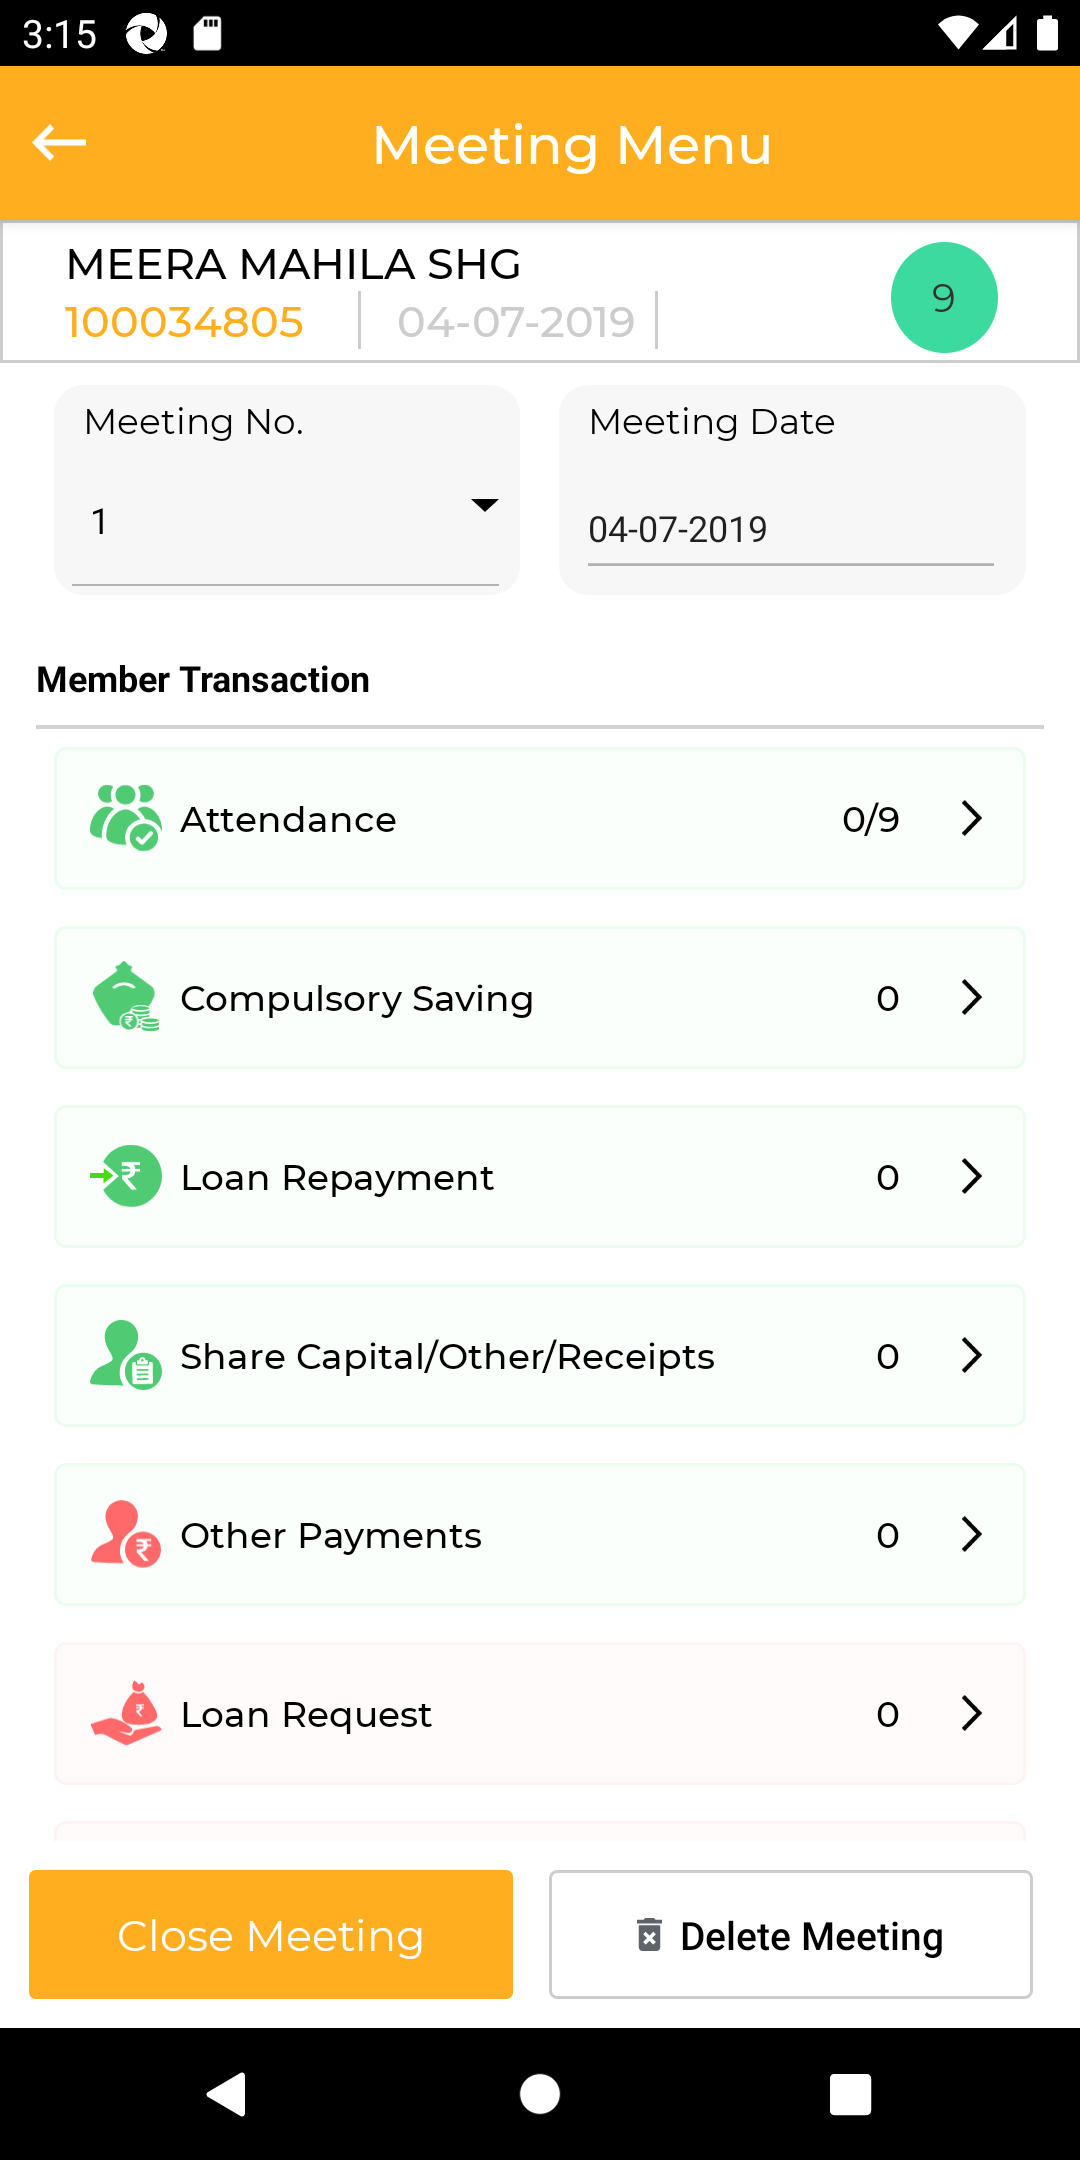 3:15
Meeting Menu
MEERA MAHILA SHG
100034805 04-07-2019
9
Meeting No.
1
Meeting Date
04-07-2019
Member Transaction
Attendance 0/9
Compulsory Saving 0
Loan Repayment 0
Share Capital/Other/Receipts 0
Other Payments 0
Loan Request 0
Close Meeting
Delete Meeting